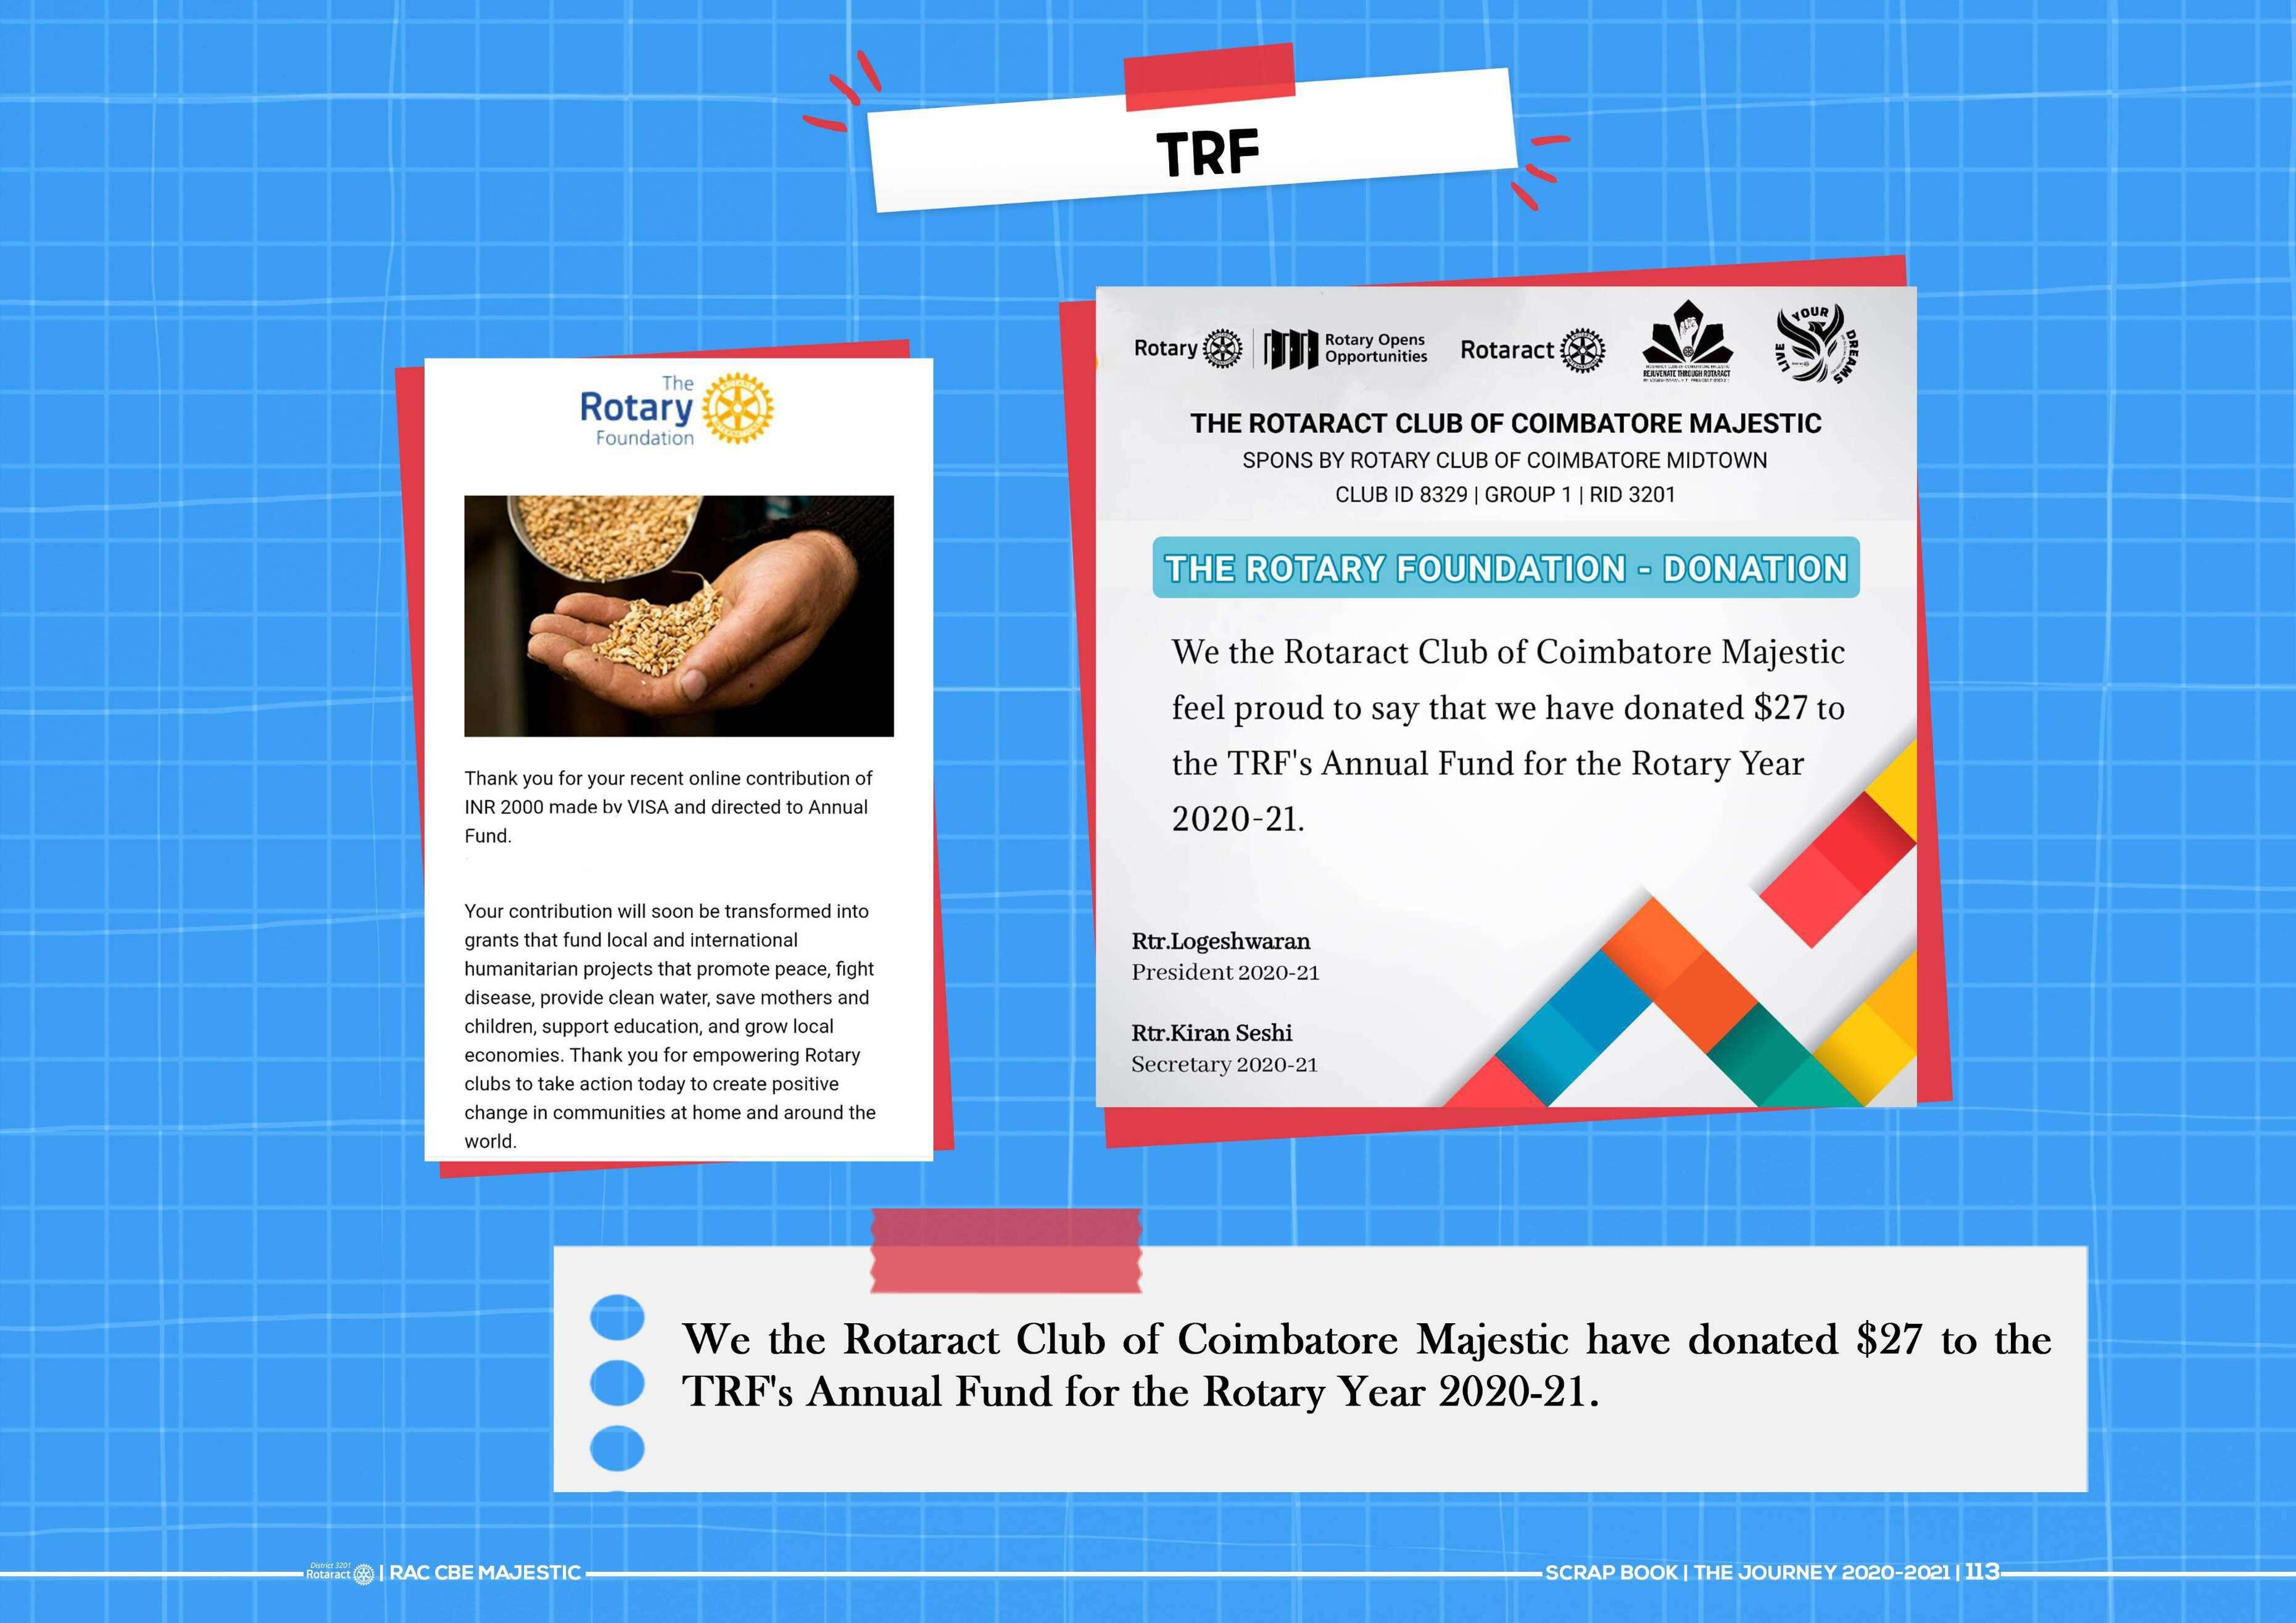 TRF
The
Rotary
Foundation
Thank you for your recent online contribution of
INR 2000 made by VISA and directed to Annual
Fund.
Your contribution will soon be transformed into
grants that fund local and international
humanitarian projects that promote peace, fight
disease, provide clean water, save mothers and
children, support education, and grow local
economies. Thank you for empowering Rotary
clubs to take action today to create positive
change in communities at home and around the
world.
Rotary
Rotary Opens
Opportunities
Rotaract
REJUVENATE THROUGH ROTARACT
LIVE YOUR DREAMS
THE ROTARACT CLUB OF COIMBATORE MAJESTIC
SPONS BY ROTARY CLUB OF COIMBATORE MIDTOWN
CLUB ID 8329 | GROUP 1 | RID 3201
THE ROTARY FOUNDATION - DONATION
We the Rotaract Club of Coimbatore Majestic
feel proud to say that we have donated $27 to
the TRF's Annual Fund for the Rotary Year
2020-21.
Rtr.Logeshwaran
President 2020-21
Rtr.Kiran Seshi
Secretary 2020-21
We the Rotaract Club of Coimbatore Majestic have donated $27 to the
TRF's Annual Fund for the Rotary Year 2020-21.
District 3201
Rotaract | RAC CBE MAJESTIC
SCRAP BOOK | THE JOURNEY 2020-2021 | 113